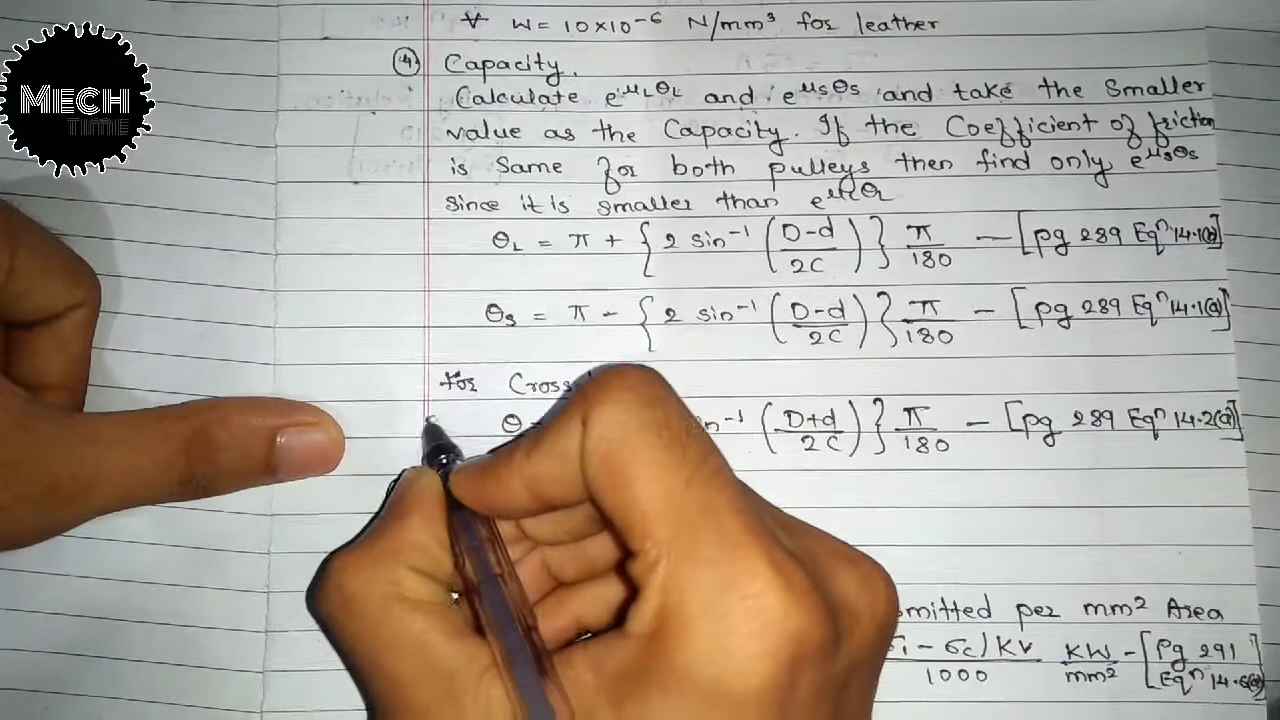 MECH
TIME
∀ W = 10×10⁻⁶ N/mm³ for leather
(4) Capacity.
Calculate e^μLθL and e^μSθS and take the Smaller
value as the Capacity. If the Coefficient of friction
is Same for both pulleys then find only e^μSθS
since it is smaller than e^μLθL
θL = π + { 2 sin⁻¹ (D-d/2C) } π/180 — [pg 289 Eqⁿ 14.1(b)]
θS = π - { 2 sin⁻¹ (D-d/2C) } π/180 — [pg 289 Eqⁿ 14.1(a)]
for Cross
θ (D+d/2C) } π/180 — [pg 289 Eqⁿ 14.2(a)]
mitted per mm² Area
- σc) KV/1000 KW/mm² - [Pg 291 Eqⁿ 14.6(a)]